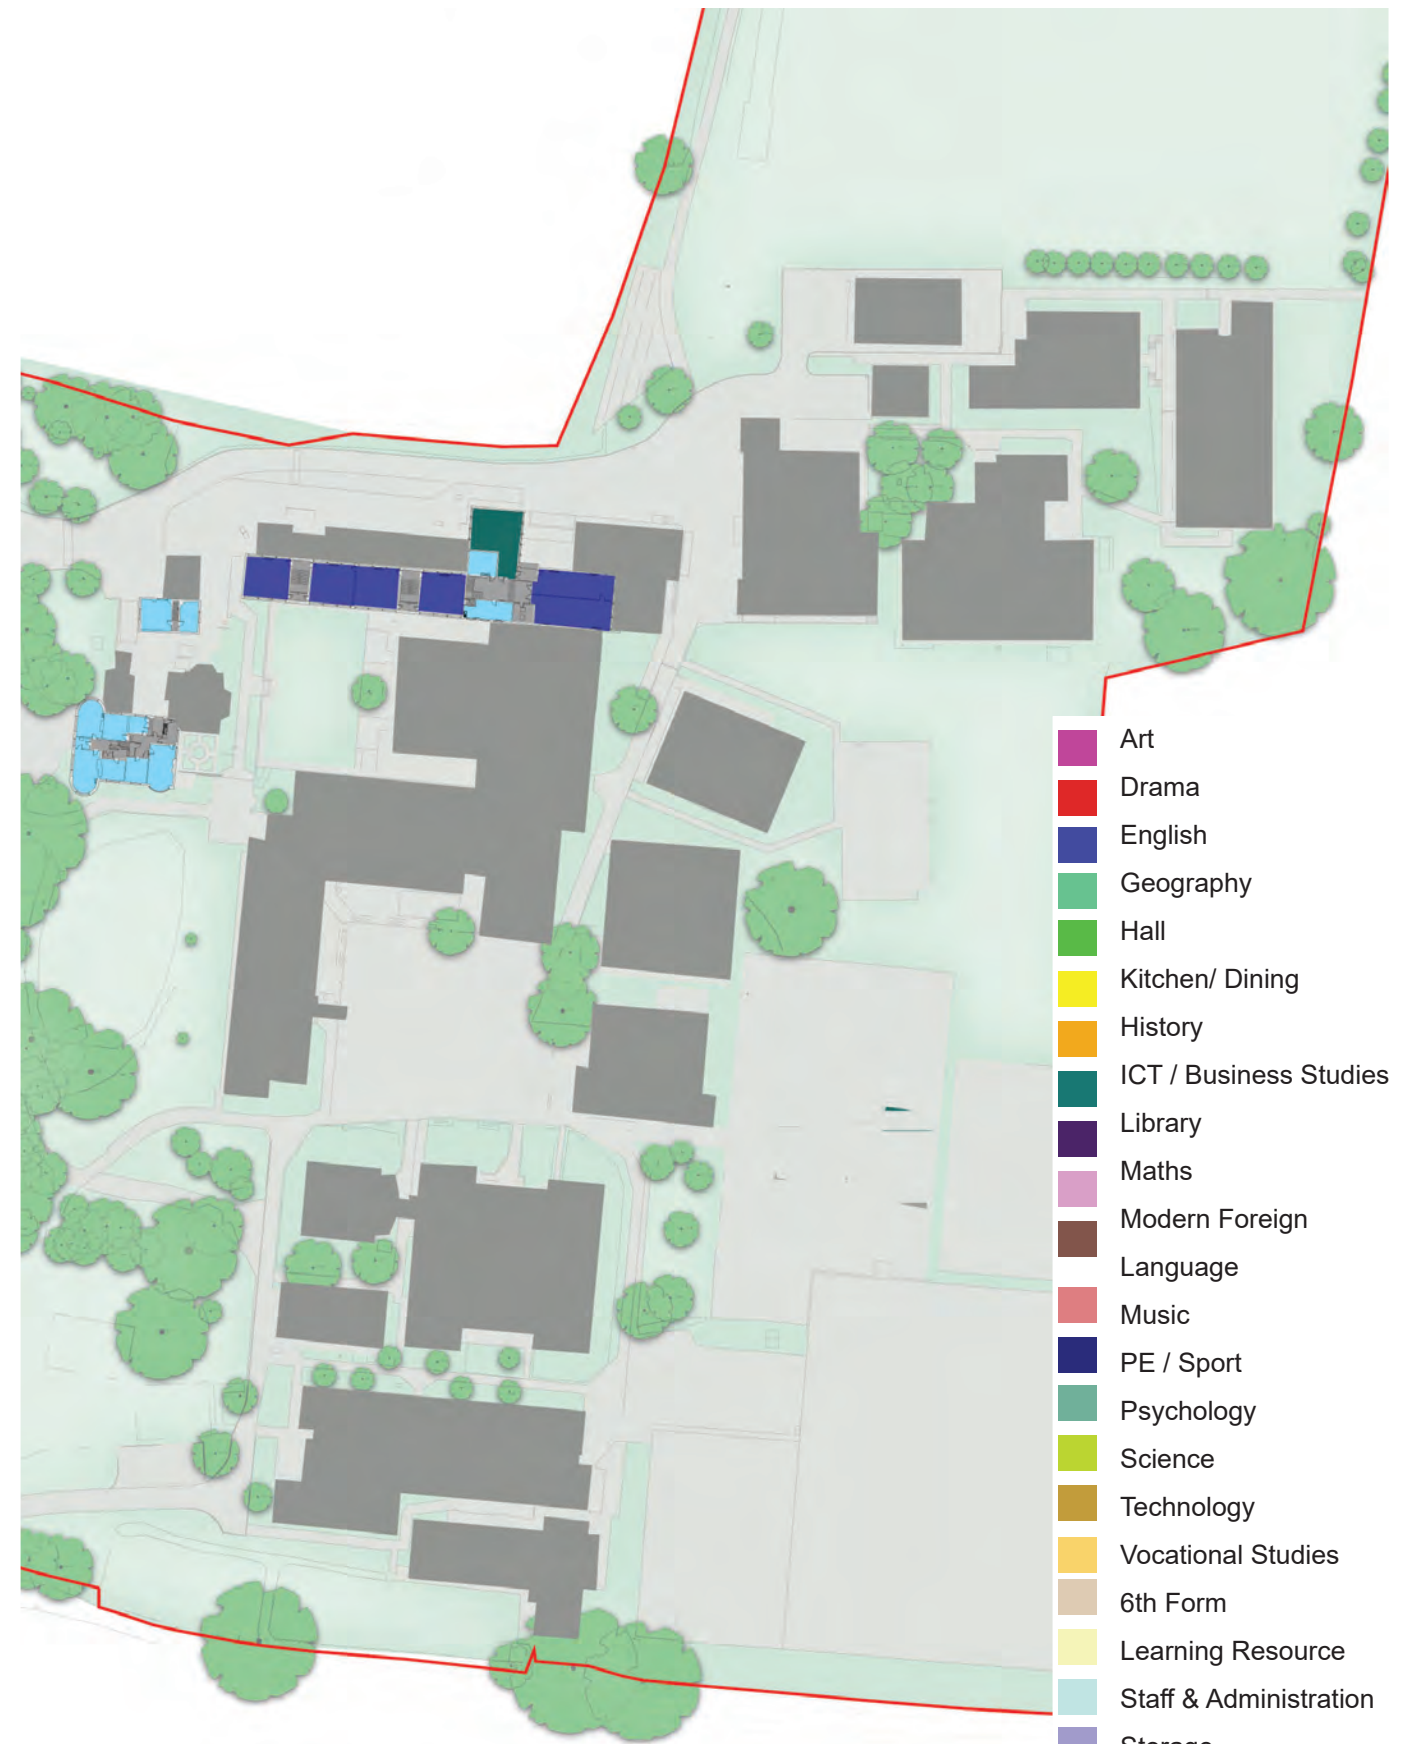 Art
Drama
English
Geography
Hall
Kitchen/ Dining
History
ICT / Business Studies
Library
Maths
Modern Foreign
Language
Music
PE / Sport
Psychology
Science
Technology
Vocational Studies
6th Form
Learning Resource
Staff & Administration
Storage